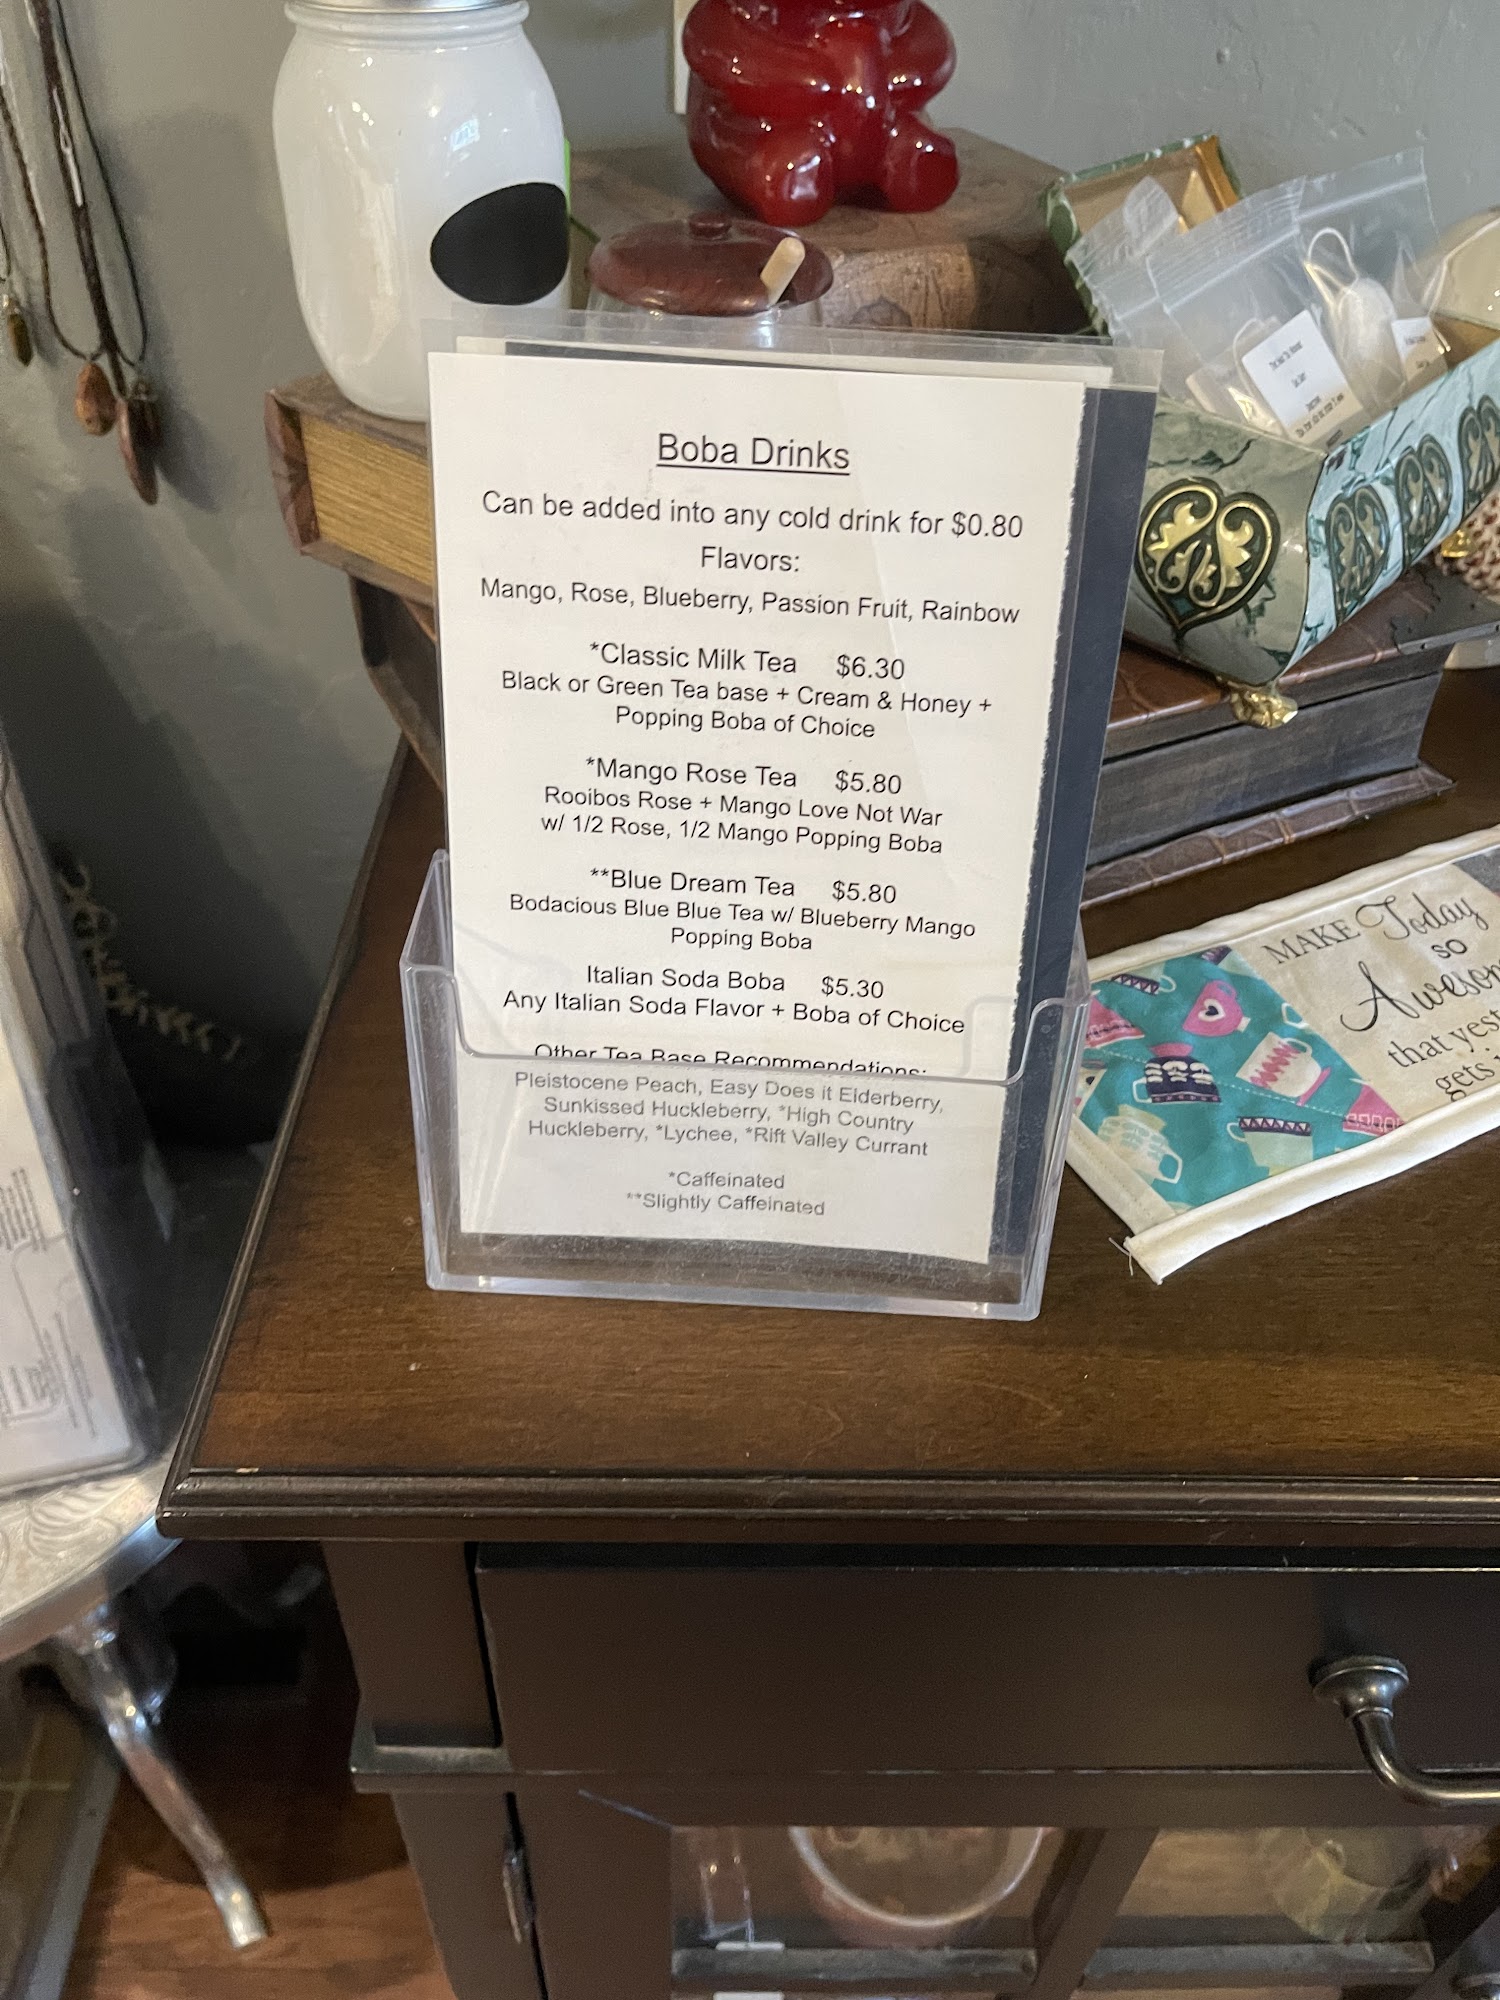 Boba Drinks
Can be added into any cold drink for $0.80
Flavors:
Mango, Rose, Blueberry, Passion Fruit, Rainbow
*Classic Milk Tea $6.30
Black or Green Tea base + Cream & Honey +
Popping Boba of Choice
*Mango Rose Tea $5.80
Rooibos Rose + Mango Love Not War
w/ 1/2 Rose, 1/2 Mango Popping Boba
**Blue Dream Tea $5.80
Bodacious Blue Blue Tea w/ Blueberry Mango
Popping Boba
Italian Soda Boba $5.30
Any Italian Soda Flavor + Boba of Choice
Other Tea Base Recommendations:
Pleistocene Peach, Easy Does it Elderberry,
Sunkissed Huckleberry, *High Country
Huckleberry, *Lychee, *Rift Valley Currant
*Caffeinated
**Slightly Caffeinated
MAKE Today
so
Awesom
that yest
gets